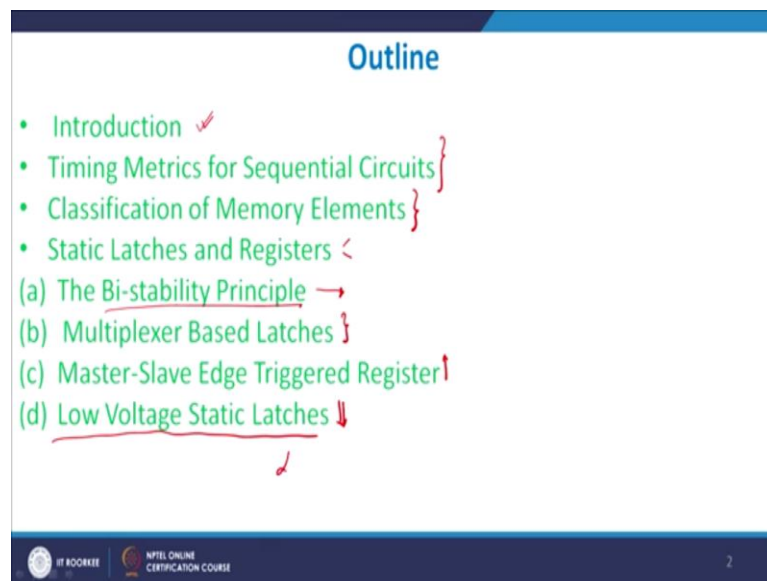 Outline
• Introduction
• Timing Metrics for Sequential Circuits
• Classification of Memory Elements
• Static Latches and Registers
(a) The Bi-stability Principle
(b) Multiplexer Based Latches
(c) Master-Slave Edge Triggered Register
(d) Low Voltage Static Latches
IIT ROORKEE
NPTEL ONLINE
CERTIFICATION COURSE
2